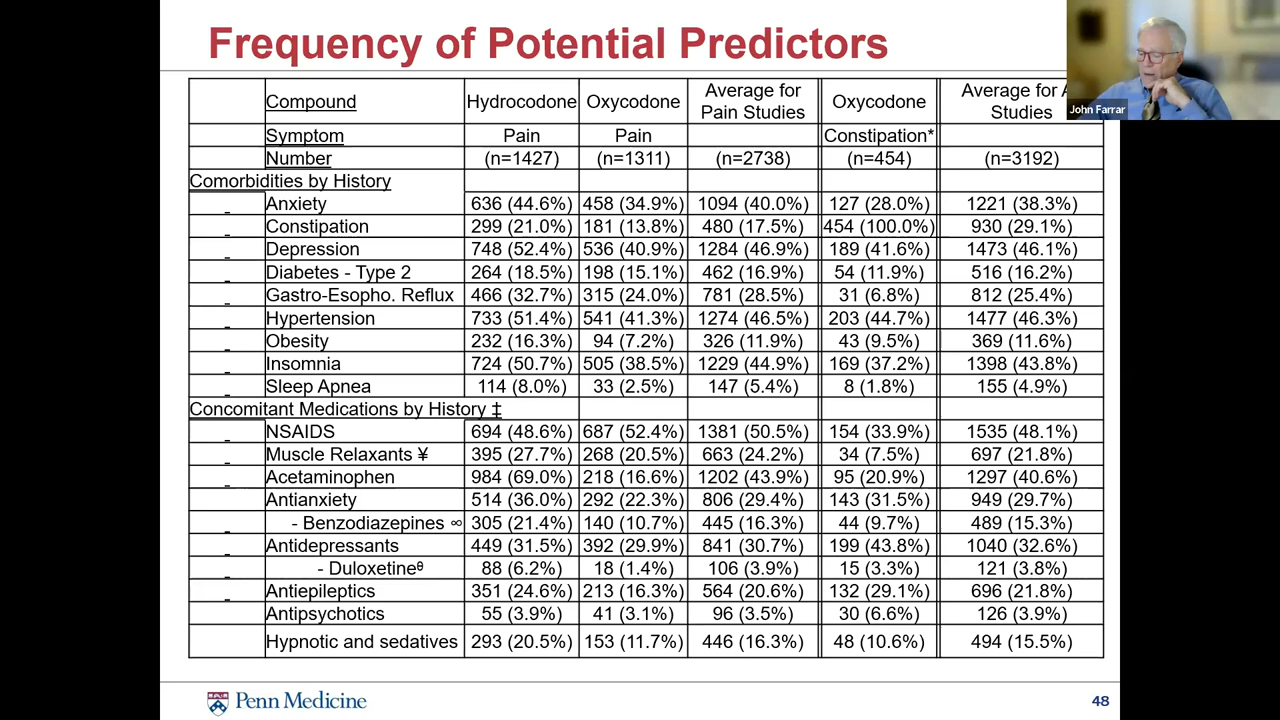 Frequency of Potential Predictors
John Farrar
Compound Hydrocodone Oxycodone Average for Pain Studies Oxycodone Average for Studies
Symptom Pain Pain Constipation*
Number (n=1427) (n=1311) (n=2738) (n=454) (n=3192)
Comorbidities by History
Anxiety 636 (44.6%) 458 (34.9%) 1094 (40.0%) 127 (28.0%) 1221 (38.3%)
Constipation 299 (21.0%) 181 (13.8%) 480 (17.5%) 454 (100.0%) 930 (29.1%)
Depression 748 (52.4%) 536 (40.9%) 1284 (46.9%) 189 (41.6%) 1473 (46.1%)
Diabetes - Type 2 264 (18.5%) 198 (15.1%) 462 (16.9%) 54 (11.9%) 516 (16.2%)
Gastro-Esopho. Reflux 466 (32.7%) 315 (24.0%) 781 (28.5%) 31 (6.8%) 812 (25.4%)
Hypertension 733 (51.4%) 541 (41.3%) 1274 (46.5%) 203 (44.7%) 1477 (46.3%)
Obesity 232 (16.3%) 94 (7.2%) 326 (11.9%) 43 (9.5%) 369 (11.6%)
Insomnia 724 (50.7%) 505 (38.5%) 1229 (44.9%) 169 (37.2%) 1398 (43.8%)
Sleep Apnea 114 (8.0%) 33 (2.5%) 147 (5.4%) 8 (1.8%) 155 (4.9%)
Concomitant Medications by History ‡
NSAIDS 694 (48.6%) 687 (52.4%) 1381 (50.5%) 154 (33.9%) 1535 (48.1%)
Muscle Relaxants ¥ 395 (27.7%) 268 (20.5%) 663 (24.2%) 34 (7.5%) 697 (21.8%)
Acetaminophen 984 (69.0%) 218 (16.6%) 1202 (43.9%) 95 (20.9%) 1297 (40.6%)
Antianxiety 514 (36.0%) 292 (22.3%) 806 (29.4%) 143 (31.5%) 949 (29.7%)
- Benzodiazepines ∞ 305 (21.4%) 140 (10.7%) 445 (16.3%) 44 (9.7%) 489 (15.3%)
Antidepressants 449 (31.5%) 392 (29.9%) 841 (30.7%) 199 (43.8%) 1040 (32.6%)
- Duloxetineᶿ 88 (6.2%) 18 (1.4%) 106 (3.9%) 15 (3.3%) 121 (3.8%)
Antiepileptics 351 (24.6%) 213 (16.3%) 564 (20.6%) 132 (29.1%) 696 (21.8%)
Antipsychotics 55 (3.9%) 41 (3.1%) 96 (3.5%) 30 (6.6%) 126 (3.9%)
Hypnotic and sedatives 293 (20.5%) 153 (11.7%) 446 (16.3%) 48 (10.6%) 494 (15.5%)
Penn Medicine
48